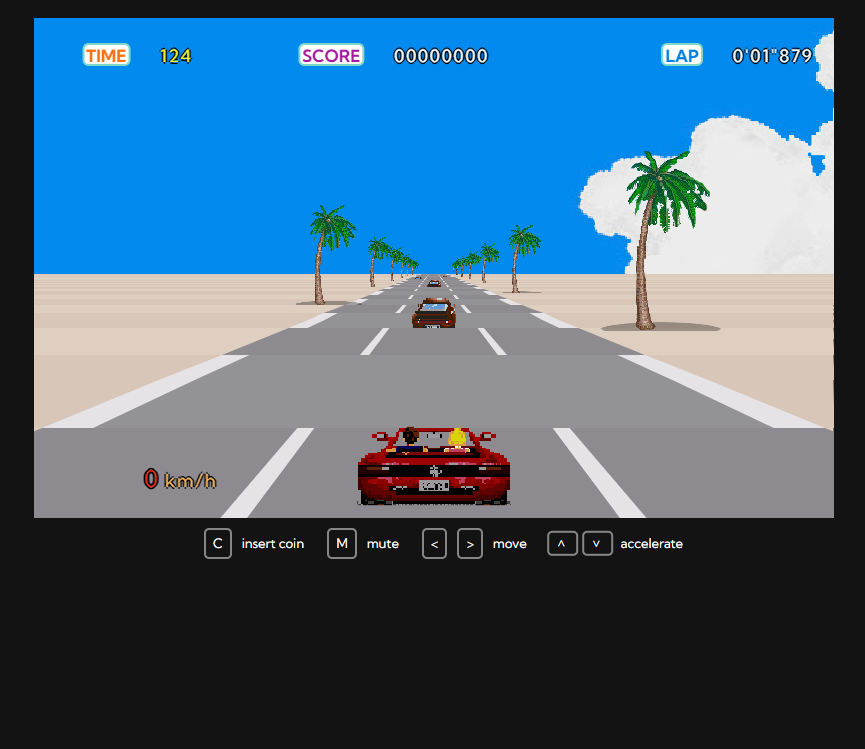 TIME 124 SCORE 00000000 LAP 0'01"879
0 km/h
C insert coin M mute < > move ^ v accelerate